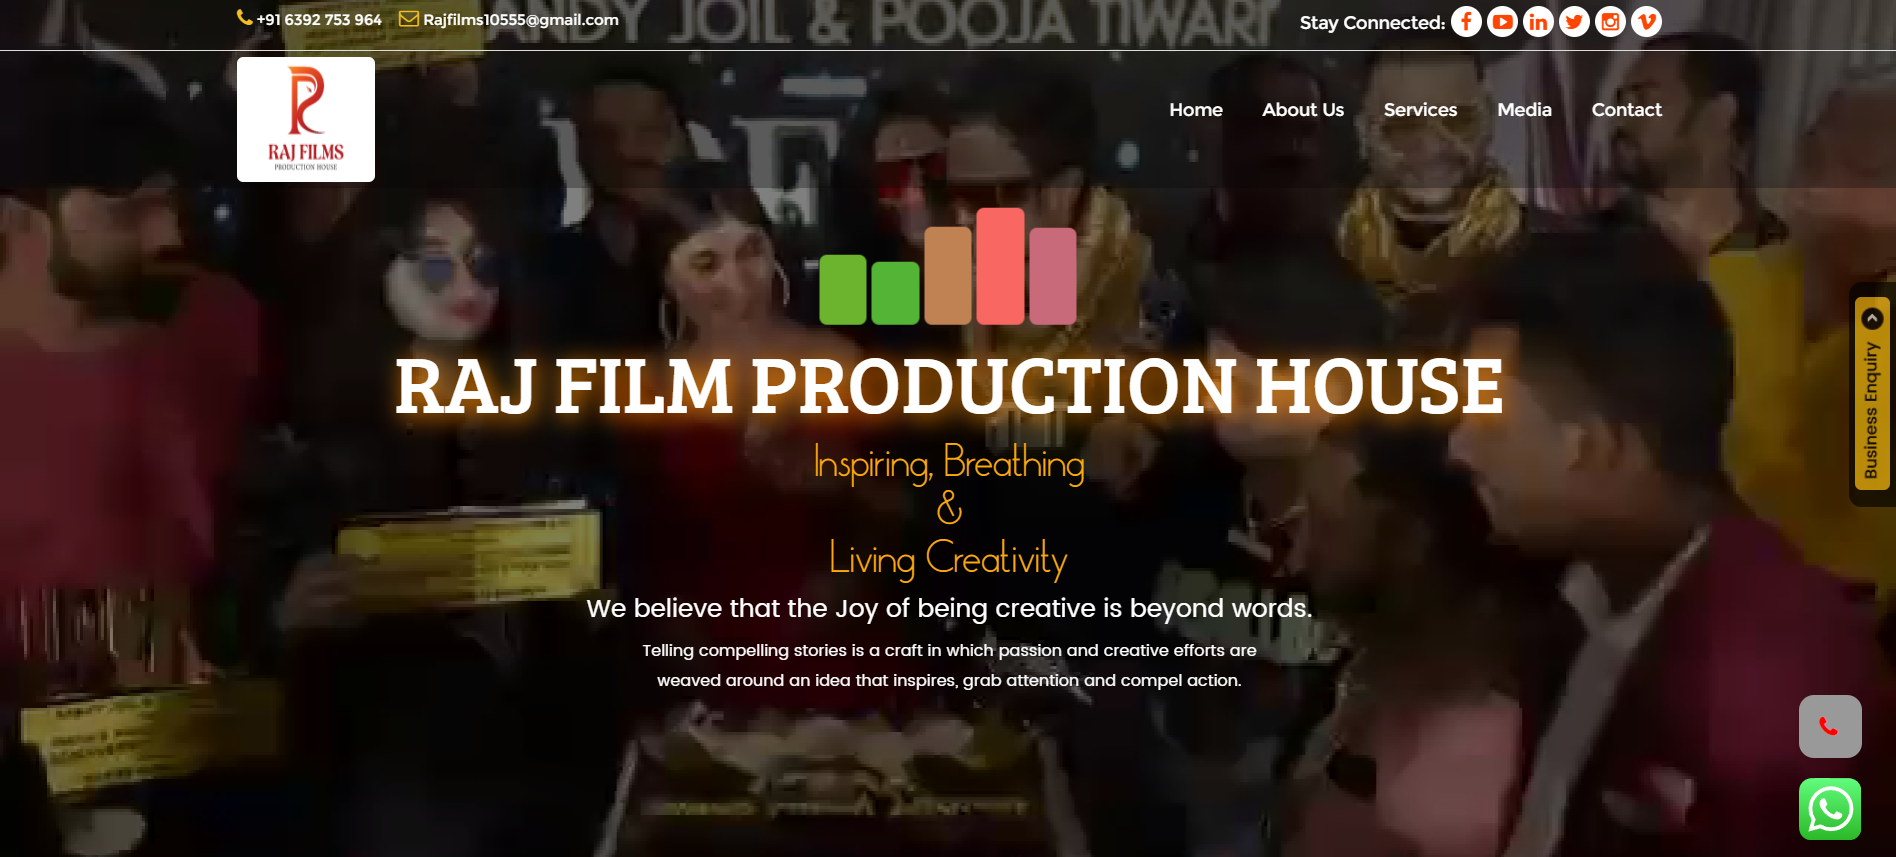 +91 6392 753 964 Rajfilms10555@gmail.com
Stay Connected:
ANDY JOIL & POOJA TIWARI
RAJ FILMS
PRODUCTION HOUSE
Home About Us Services Media Contact
RAJ FILM PRODUCTION HOUSE
Inspiring, Breathing
&
Living Creativity
We believe that the Joy of being creative is beyond words.
Telling compelling stories is a craft in which passion and creative efforts are
weaved around an idea that inspires, grab attention and compel action.
Business Enquiry